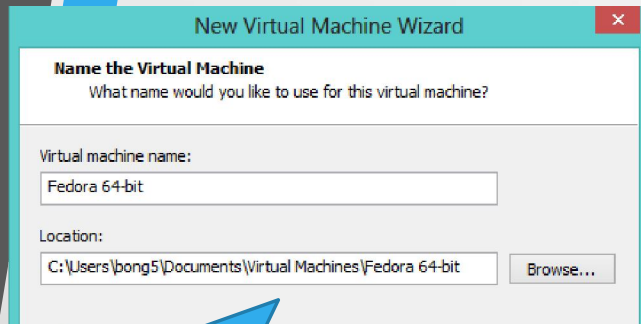 New Virtual Machine Wizard
Name the Virtual Machine
What name would you like to use for this virtual machine?
Virtual machine name:
Fedora 64-bit
Location:
C:\Users\bong5\Documents\Virtual Machines\Fedora 64-bit
Browse...